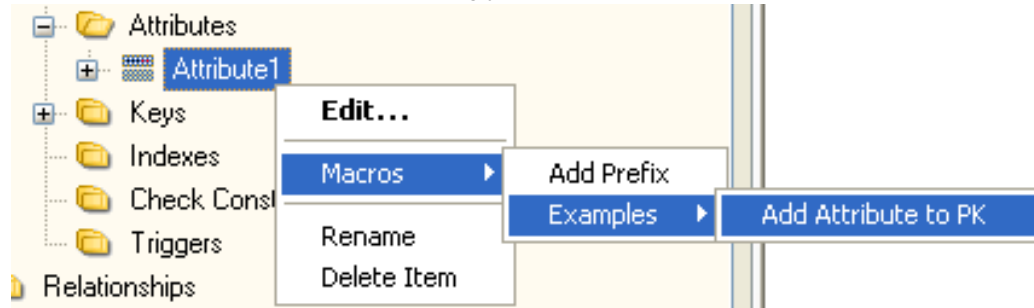 Attributes
Attribute1
Keys
Edit...
Indexes
Macros
Add Prefix
Check Const
Examples
Add Attribute to PK
Triggers
Rename
Delete Item
Relationships